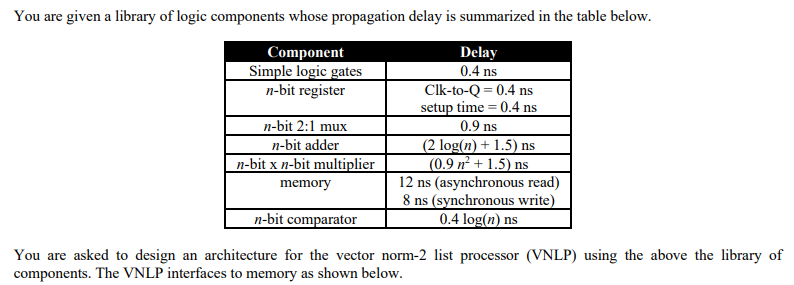 You are given a library of logic components whose propagation delay is summarized in the table below.
Component Delay
Simple logic gates 0.4 ns
n-bit register Clk-to-Q = 0.4 ns
setup time = 0.4 ns
n-bit 2:1 mux 0.9 ns
n-bit adder (2 log(n) + 1.5) ns
n-bit x n-bit multiplier (0.9 n² + 1.5) ns
memory 12 ns (asynchronous read)
8 ns (synchronous write)
n-bit comparator 0.4 log(n) ns
You are asked to design an architecture for the vector norm-2 list processor (VNLP) using the above the library of
components. The VNLP interfaces to memory as shown below.